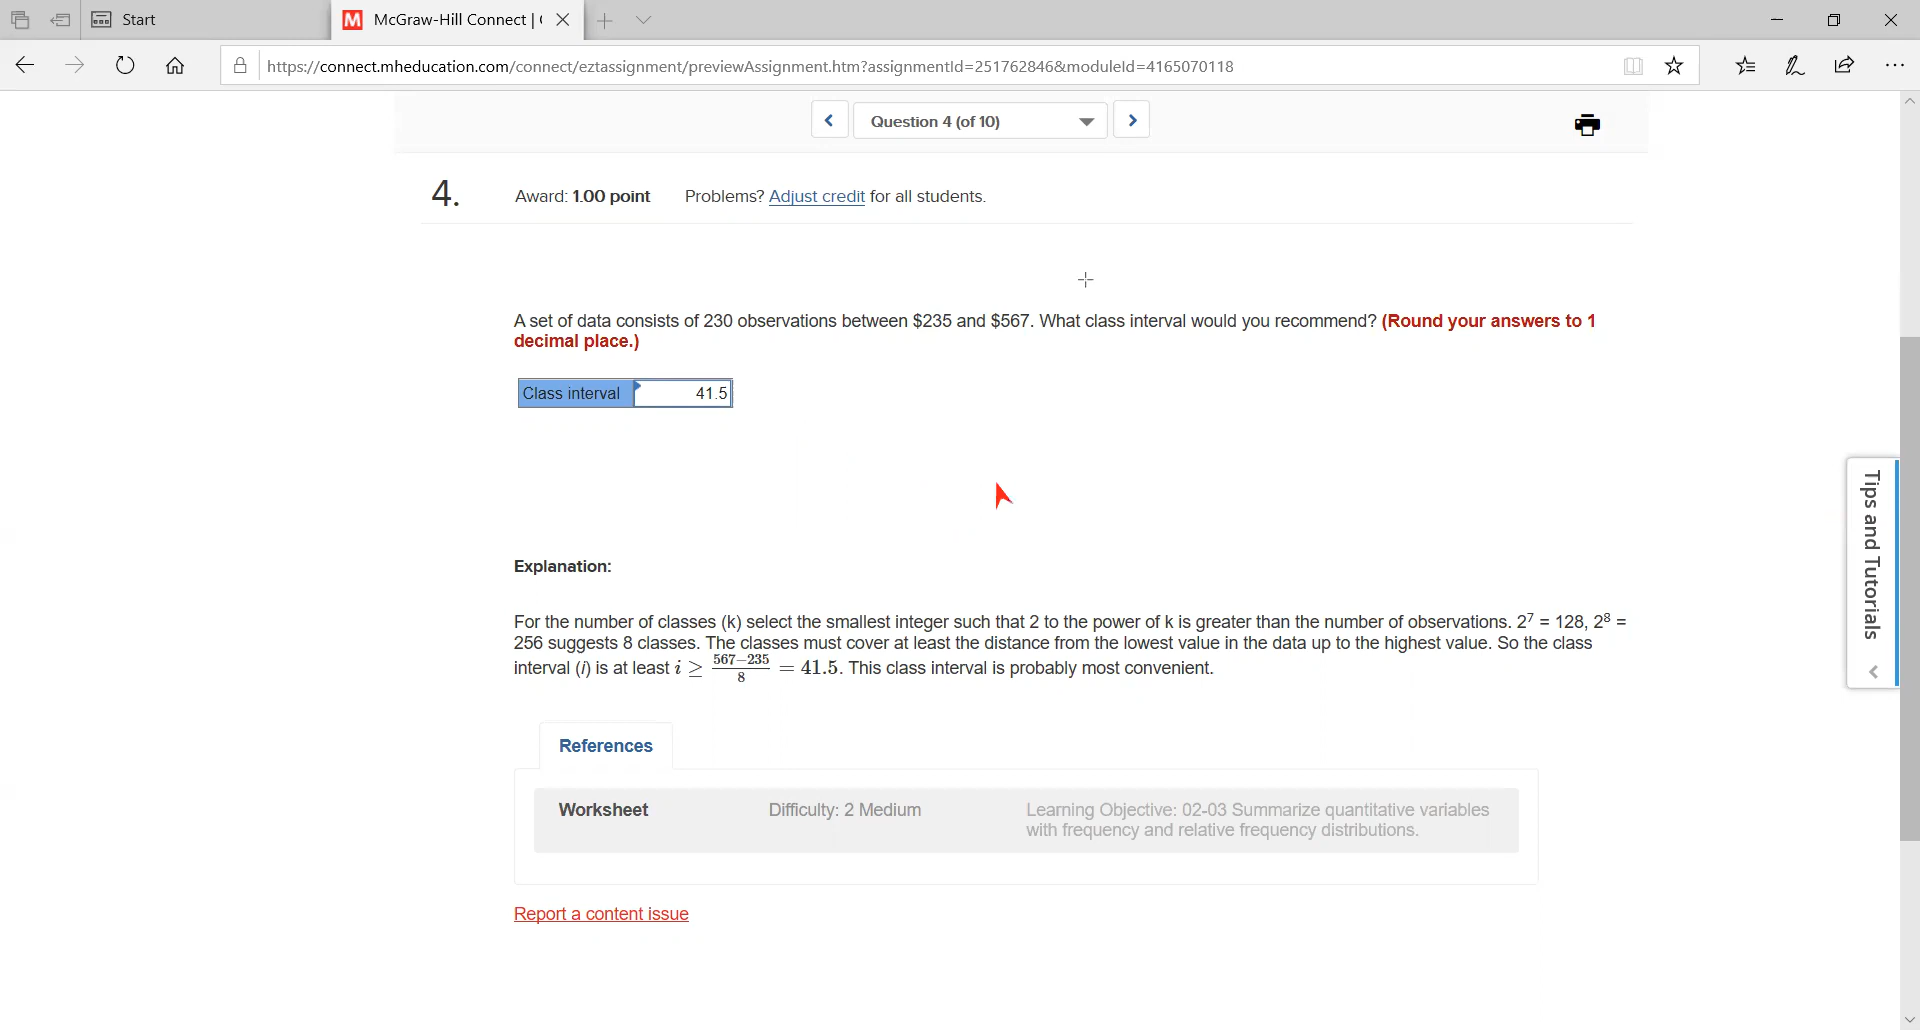 Start
McGraw-Hill Connect | (
https://connect.mheducation.com/connect/eztassignment/previewAssignment.htm?assignmentId=251762846&moduleId=4165070118
Question 4 (of 10)
4.
Award: 1.00 point Problems? Adjust credit for all students.
A set of data consists of 230 observations between $235 and $567. What class interval would you recommend? (Round your answers to 1
decimal place.)
Class interval 41.5
Tips and Tutorials
Explanation:
For the number of classes (k) select the smallest integer such that 2 to the power of k is greater than the number of observations. 2⁷ = 128, 2⁸ =
256 suggests 8 classes. The classes must cover at least the distance from the lowest value in the data up to the highest value. So the class
interval (i) is at least i ≥ 567−235/8 = 41.5. This class interval is probably most convenient.
References
Worksheet Difficulty: 2 Medium Learning Objective: 02-03 Summarize quantitative variables
with frequency and relative frequency distributions.
Report a content issue